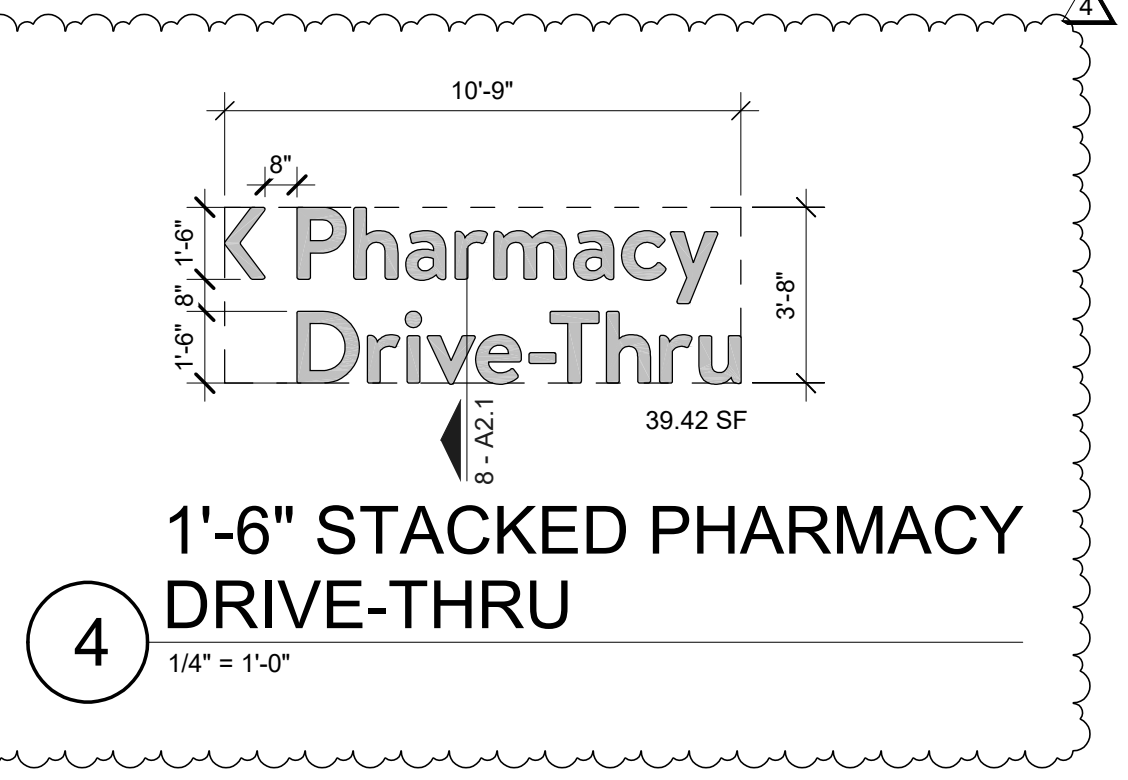 4
10'-9"
8"
1'-6"
8"
1'-6"
Pharmacy
Drive-Thru
3'-8"
39.42 SF
8 - A2.1
1'-6" STACKED PHARMACY
DRIVE-THRU
4
1/4" = 1'-0"